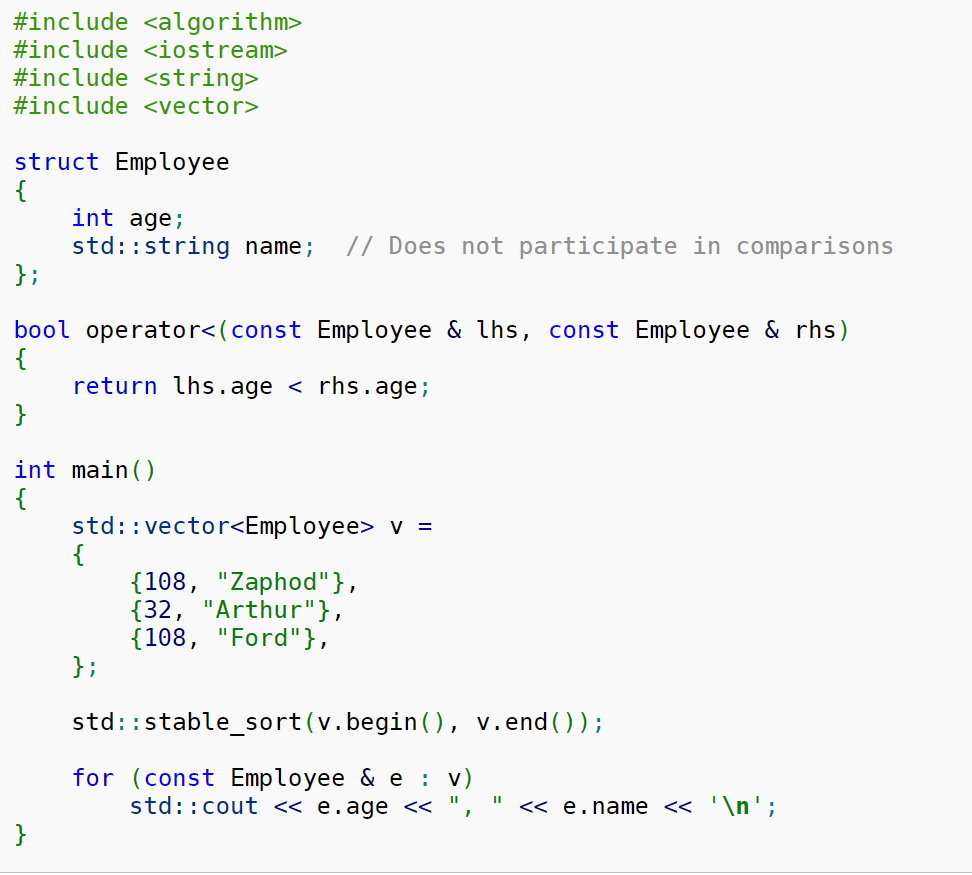 #include <algorithm>
#include <iostream>
#include <string>
#include <vector>

struct Employee
{
    int age;
    std::string name;  // Does not participate in comparisons
};

bool operator<(const Employee & lhs, const Employee & rhs)
{
    return lhs.age < rhs.age;
}

int main()
{
    std::vector<Employee> v =
    {
        {108, "Zaphod"},
        {32, "Arthur"},
        {108, "Ford"},
    };

    std::stable_sort(v.begin(), v.end());

    for (const Employee & e : v)
        std::cout << e.age << ", " << e.name << '\n';
}